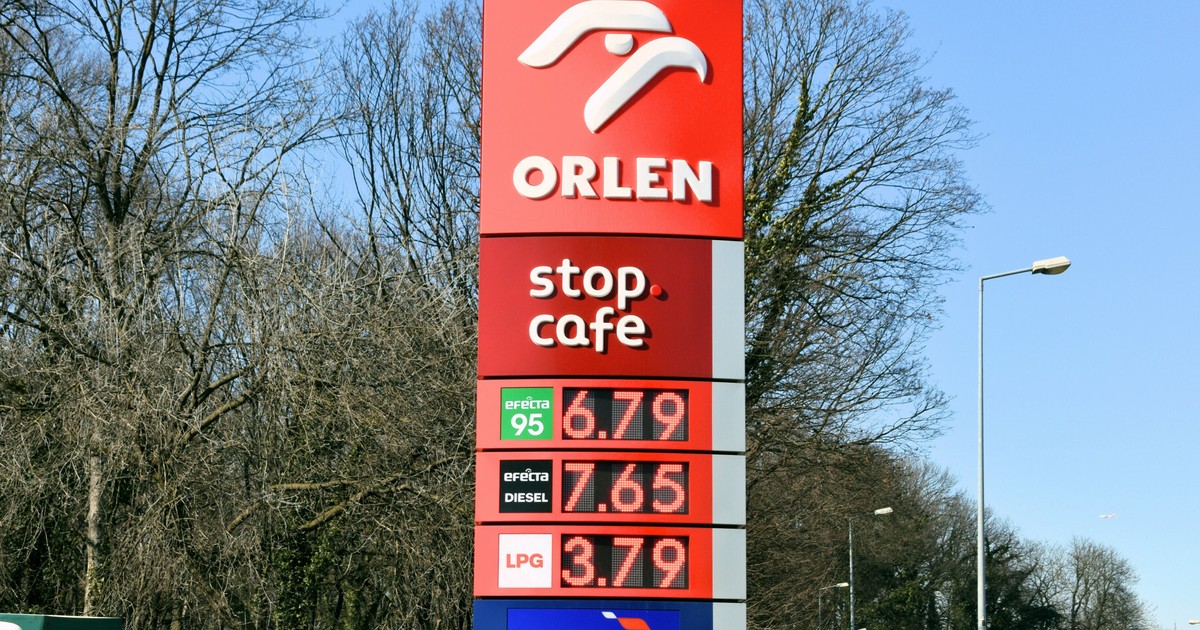 ORLEN
stop.
cafe
efecta
95
6.79
efecta
DIESEL
7.65
LPG
3.79